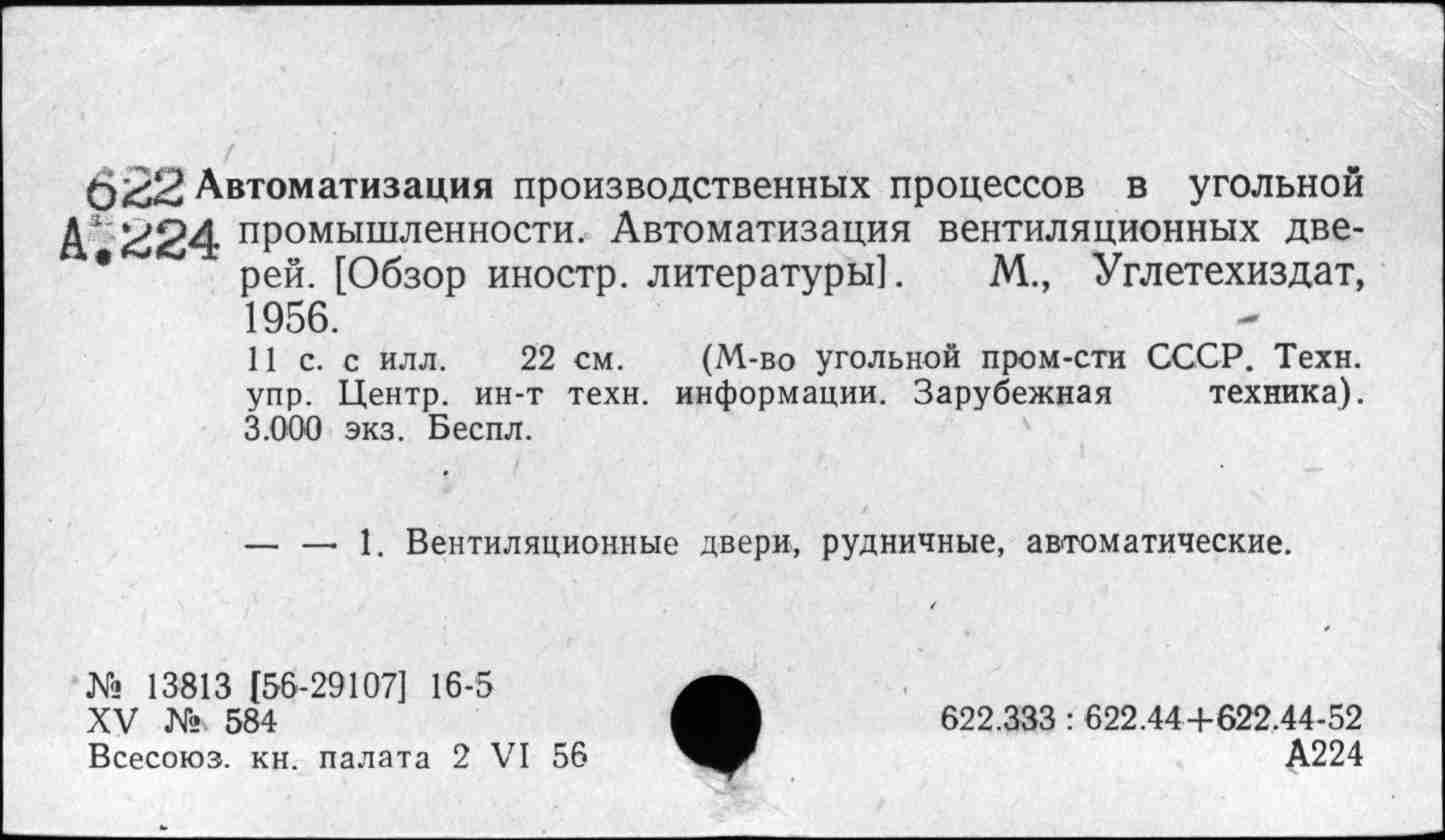 622 Автоматизация производственных процессов в угольной
А.224 промышленности. Автоматизация вентиляционных две-
рей. [Обзор иностр. литературы]. М., Углетехиздат,
1956.
11 с. с илл. 22 см. (М-во угольной пром-сти СССР. Техн.
упр. Центр. ин-т техн. информации. Зарубежная техника).
3.000 экз. Беспл.
— — 1. Вентиляционные двери, рудничные, автоматические.
№ 13813 [56-29107] 16-5
XV № 584
Всесоюз. кн. палата 2 VI 56
622.333 : 622.44+622.44-52
А224